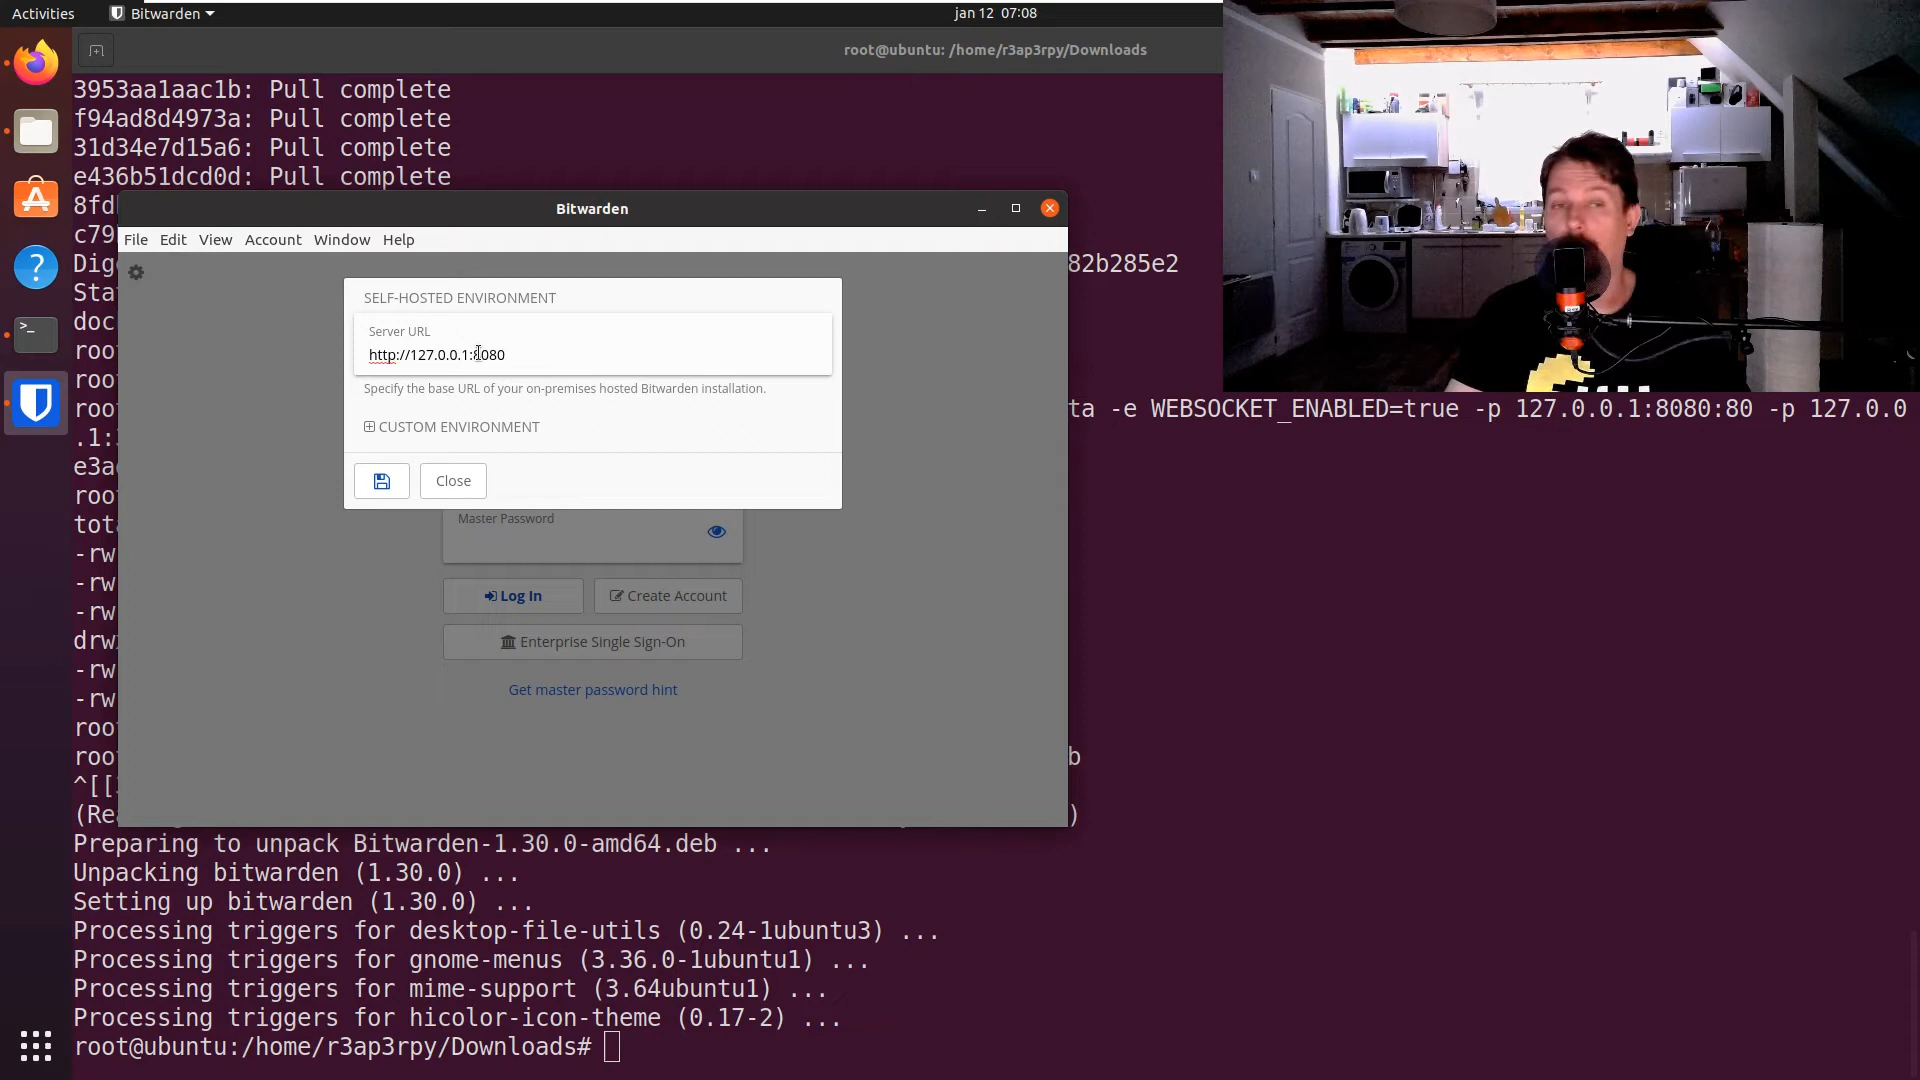 Activities
Bitwarden
jan 12 07:08
root@ubuntu: /home/r3ap3rpy/Downloads
3953aa1aac1b: Pull complete
f94ad8d4973a: Pull complete
31d34e7d15a6: Pull complete
e436b51dcd0d: Pull complete
Bitwarden
File Edit View Account Window Help
82b285e2
SELF-HOSTED ENVIRONMENT
Server URL
http://127.0.0.1:8080
Specify the base URL of your on-premises hosted Bitwarden installation.
ta -e WEBSOCKET_ENABLED=true -p 127.0.0.1:8080:80 -p 127.0.0
CUSTOM ENVIRONMENT
Close
Master Password
Log In
Create Account
Enterprise Single Sign-On
Get master password hint
Preparing to unpack Bitwarden-1.30.0-amd64.deb ...
Unpacking bitwarden (1.30.0) ...
Setting up bitwarden (1.30.0) ...
Processing triggers for desktop-file-utils (0.24-1ubuntu3) ...
Processing triggers for gnome-menus (3.36.0-1ubuntu1) ...
Processing triggers for mime-support (3.64ubuntu1) ...
Processing triggers for hicolor-icon-theme (0.17-2) ...
root@ubuntu:/home/r3ap3rpy/Downloads#